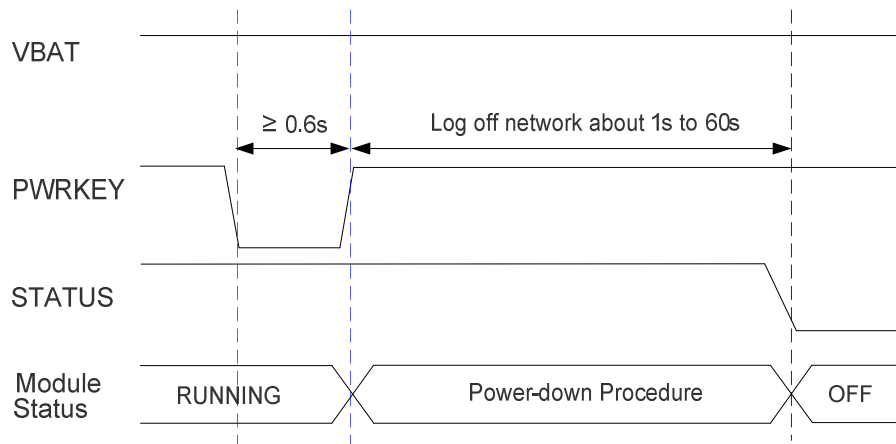 VBAT
≥ 0.6s
Log off network about 1s to 60s
PWRKEY
STATUS
Module
Status
RUNNING
Power-down Procedure
OFF